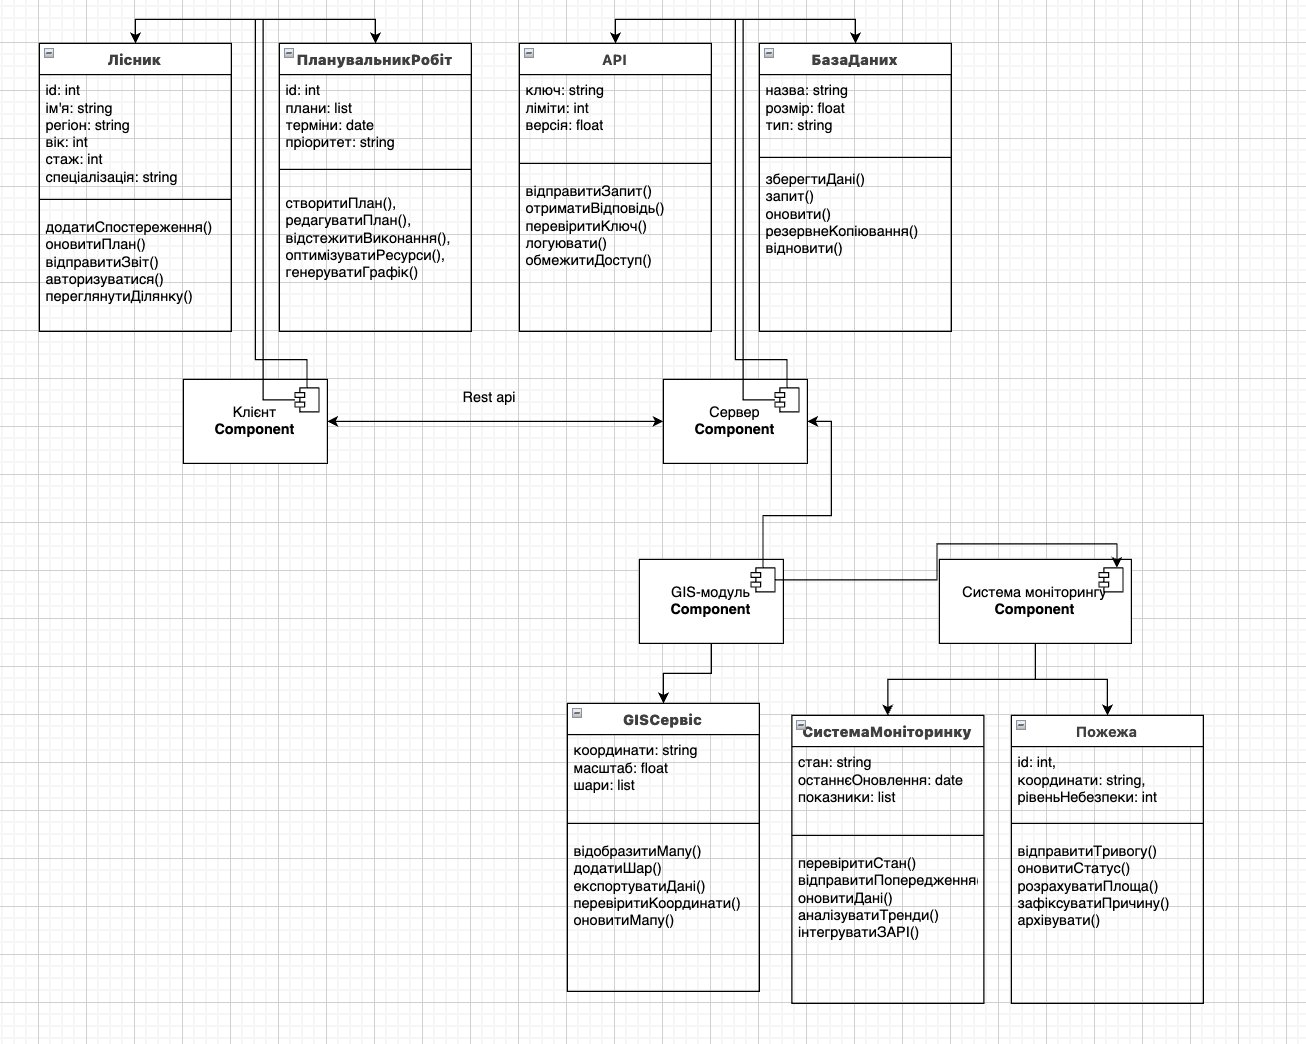 Лісник
id: int
ім'я: string
регіон: string
вік: int
стаж: int
спеціалізація: string
додатиСпостереження()
оновитиПлан()
відправитиЗвіт()
авторизуватися()
переглянутиДілянку()
ПланувальникРобіт
id: int
плани: list
терміни: date
пріоритет: string
створитиПлан(),
редагуватиПлан(),
відстежитиВиконання(),
оптимізуватиРесурси(),
генеруватиГрафік()
API
ключ: string
ліміти: int
версія: float
відправитиЗапит()
отриматиВідповідь()
перевіритиКлюч()
логуювати()
обмежитиДоступ()
БазаДаних
назва: string
розмір: float
тип: string
зберегтиДані()
запит()
оновити()
резервнеКопіювання()
відновити()
Клієнт
Component
Rest api
Сервер
Component
GIS-модуль
Component
Система моніторингу
Component
GISСервіс
координати: string
масштаб: float
шари: list
відобразитиМапу()
додатиШар()
експортуватиДані()
перевіритиКоординати()
оновитиМапу()
СистемаМоніторинку
стан: string
останнєОновлення: date
показники: list
перевіритиСтан()
відправитиПопередження(
оновитиДані()
аналізуватиТренди()
інтегруватиЗАРІ()
Пожежа
id: int,
координати: string,
рівеньНебезпеки: int
відправитиТривогу()
оновитиСтатус()
розрахуватиПлоща()
зафіксуватиПричину()
архівувати()